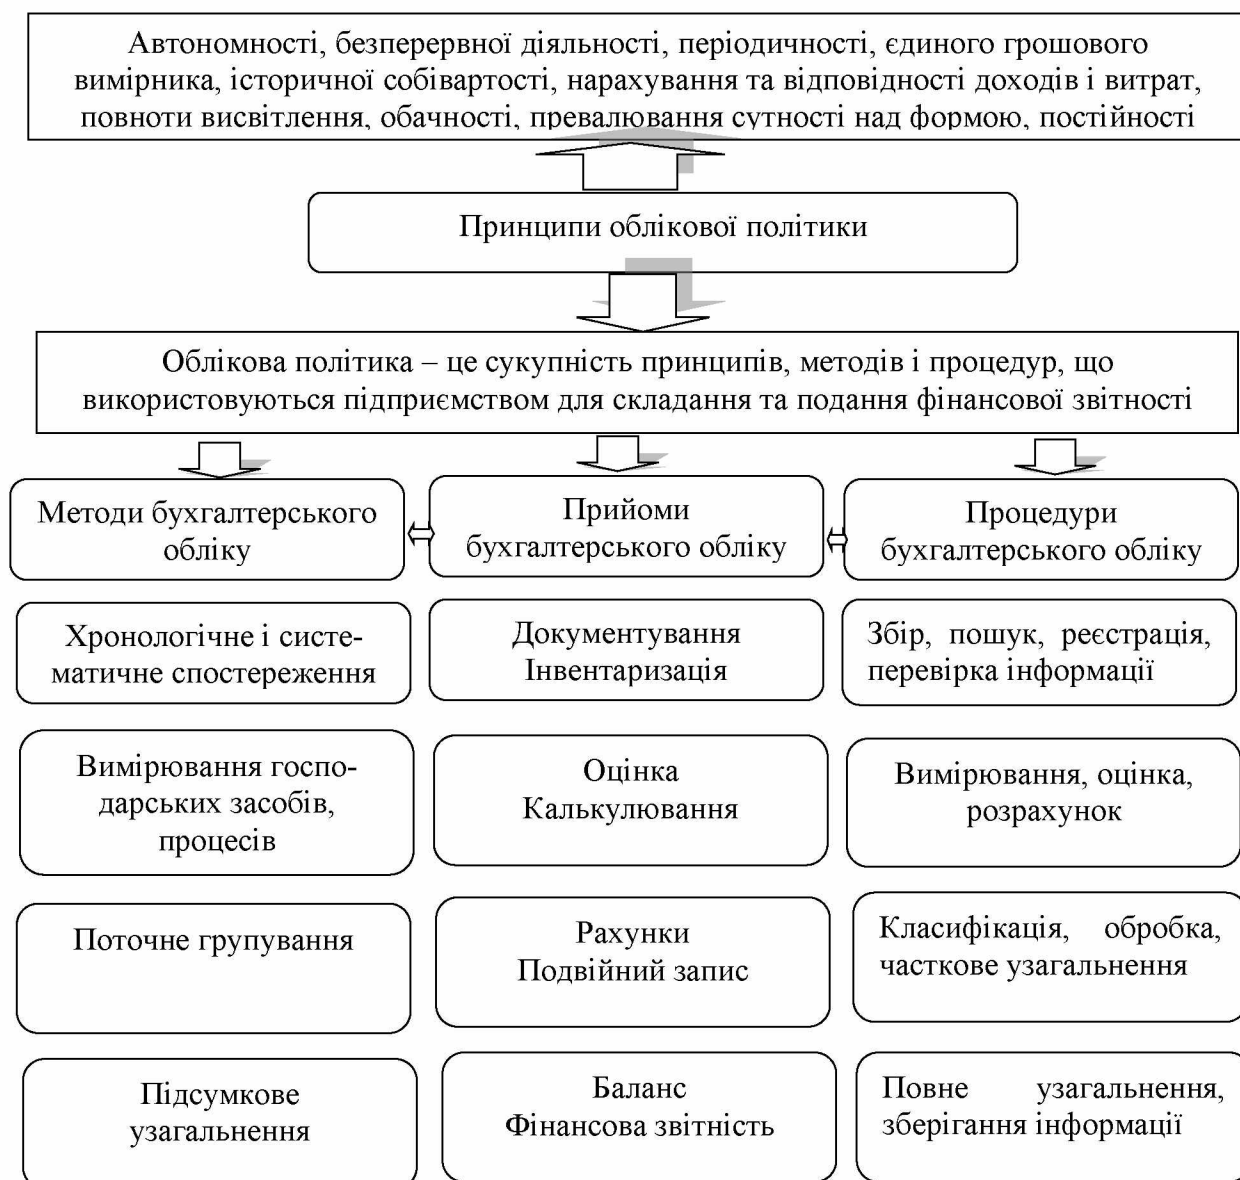 Автономності, безперервної діяльності, періодичності, єдиного грошового
вимірника, історичної собівартості, нарахування та відповідності доходів і витрат,
повноти висвітлення, обачності, превалювання сутності над формою, постійності
Принципи облікової політики
Облікова політика – це сукупність принципів, методів і процедур, що
використовуються підприємством для складання та подання фінансової звітності
Методи бухгалтерського
обліку
Прийоми
бухгалтерського обліку
Процедури
бухгалтерського обліку
Хронологічне і систе-
матичне спостереження
Документування
Інвентаризація
Збір, пошук, реєстрація,
перевірка інформації
Вимірювання госпо-
дарських засобів,
процесів
Оцінка
Калькулювання
Вимірювання, оцінка,
розрахунок
Поточне групування
Рахунки
Подвійний запис
Класифікація, обробка,
часткове узагальнення
Підсумкове
узагальнення
Баланс
Фінансова звітність
Повне узагальнення,
зберігання інформації